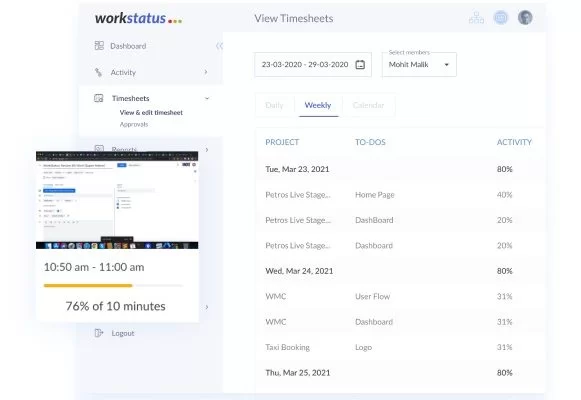 workstatus
View Timesheets
Dashboard
Activity
Timesheets
View & edit timesheet
Approvals
Reports
10:50 am - 11:00 am
76% of 10 minutes
Logout
23-03-2020 - 29-03-2020
Select members
Mohit Malik
Daily
Weekly
Calendar
PROJECT TO-DOS ACTIVITY
Tue, Mar 23, 2021 80%
Petros Live Stage... Home Page 40%
Petros Live Stage... DashBoard 20%
Petros Live Stage... Dashboard 20%
Wed, Mar 24, 2021 80%
WMC User Flow 31%
WMC Dashboard 31%
Taxi Booking Logo 31%
Thu, Mar 25, 2021 80%